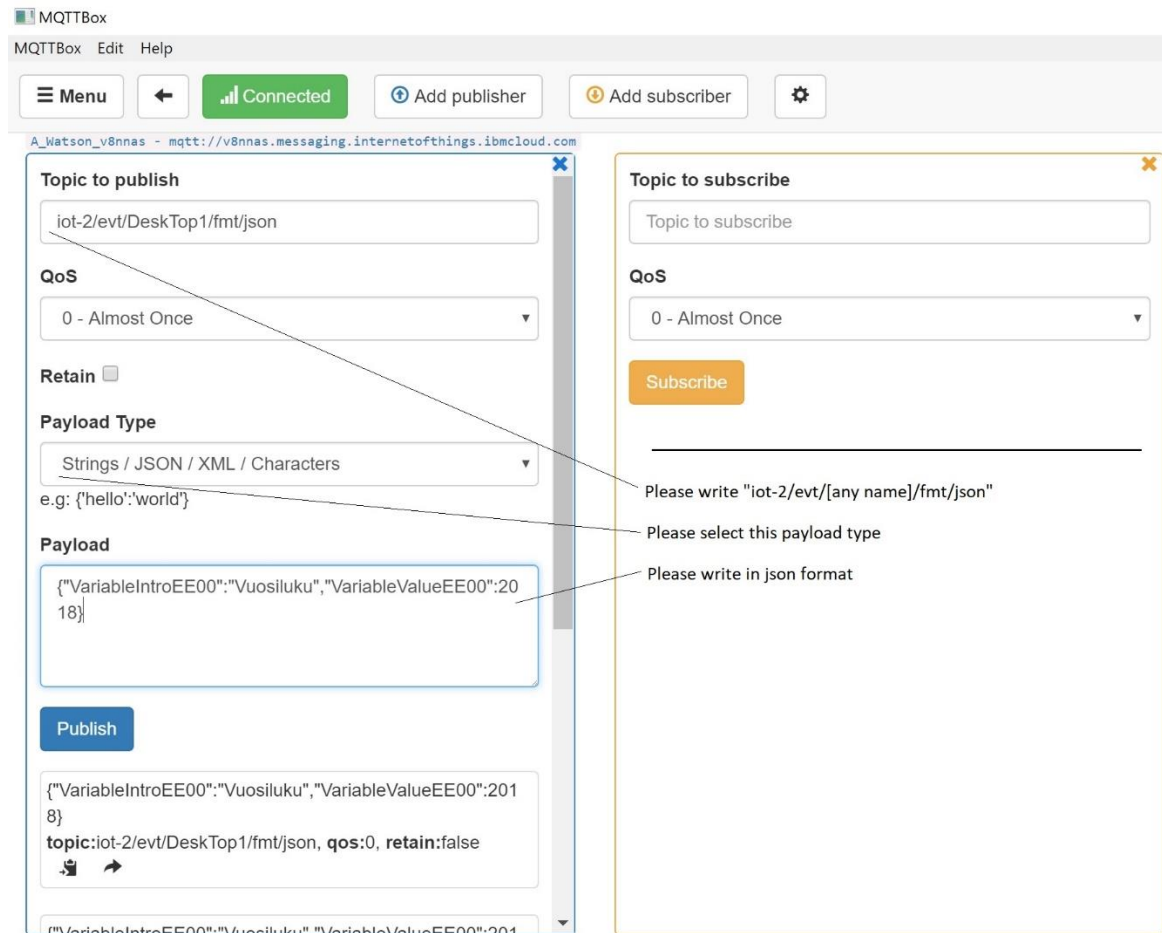 MQTTBox
MQTTBox Edit Help
Menu
Connected
Add publisher
Add subscriber
A_Watson_v8nnas - mqtt://v8nnas.messaging.internetofthings.ibmcloud.com
Topic to publish
iot-2/evt/DeskTop1/fmt/json
QoS
0 - Almost Once
Retain
Payload Type
Strings / JSON / XML / Characters
e.g: {'hello':'world'}
Payload
{"VariableIntroEE00":"Vuosiluku","VariableValueEE00":20
18}
Publish
{"VariableIntroEE00":"Vuosiluku","VariableValueEE00":201
8}
topic:iot-2/evt/DeskTop1/fmt/json, qos:0, retain:false
{"VariableIntroEE00":"Vuosiluku","VariableValueEE00":201
Topic to subscribe
Topic to subscribe
QoS
0 - Almost Once
Subscribe
Please write "iot-2/evt/[any name]/fmt/json"
Please select this payload type
Please write in json format